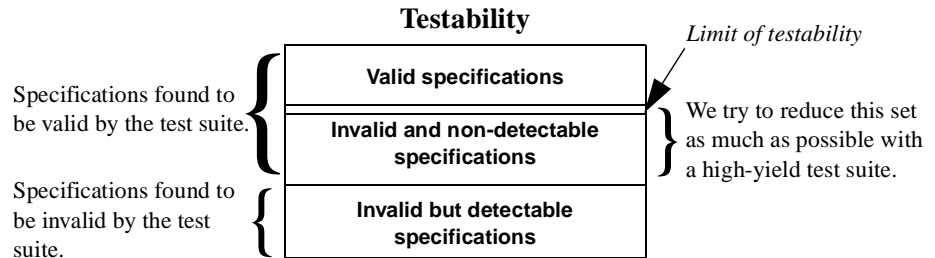 Testability
Limit of testability
Valid specifications
Specifications found to
be valid by the test suite.
Invalid and non-detectable
specifications
We try to reduce this set
as much as possible with
a high-yield test suite.
Specifications found to
be invalid by the test
suite.
Invalid but detectable
specifications